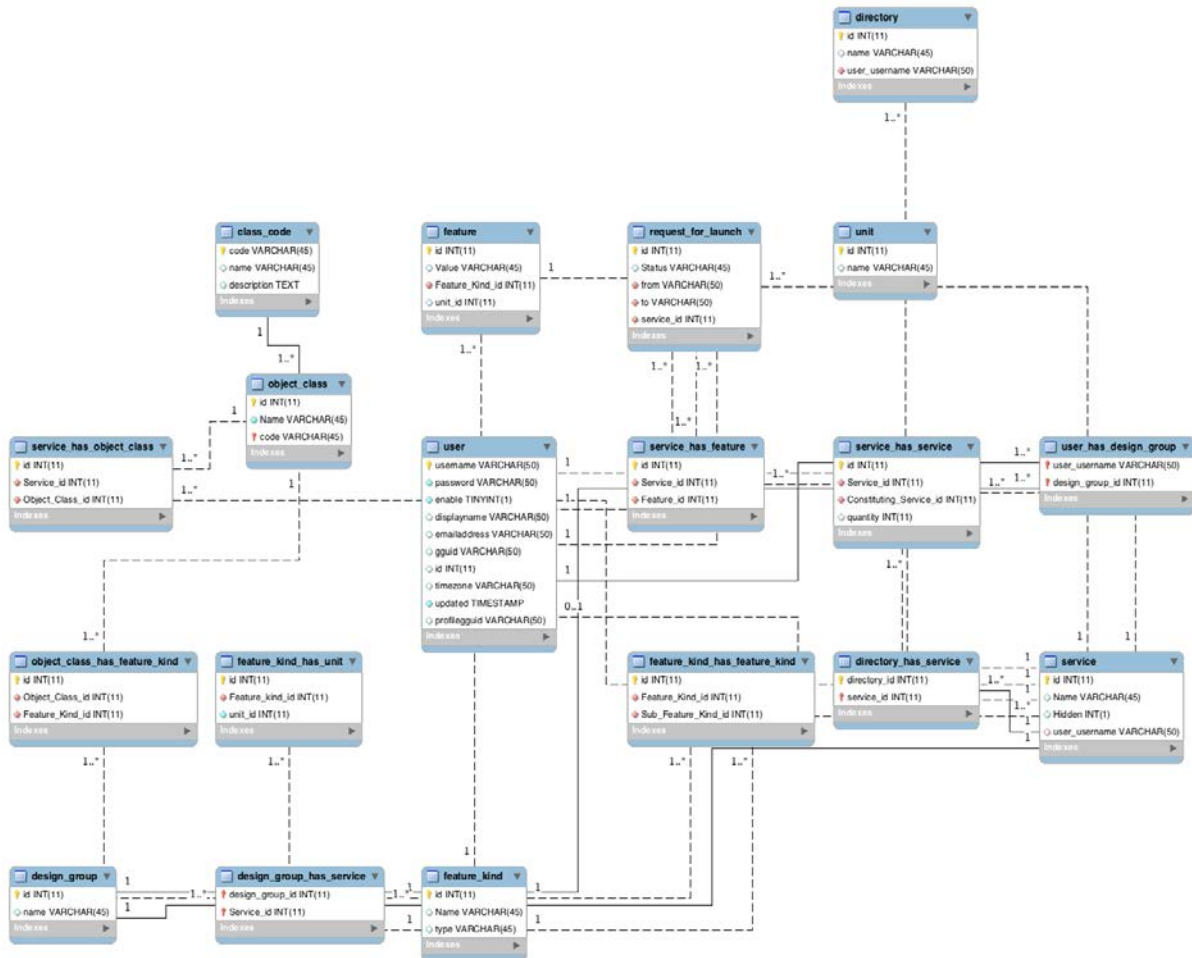 directory
id INT(11)
name VARCHAR(45)
user_username VARCHAR(50)
Indexes
1..*
class_code
code VARCHAR(45)
name VARCHAR(45)
description TEXT
Indexes
feature
id INT(11)
Value VARCHAR(45)
Feature_Kind_id INT(11)
unit_id INT(11)
Indexes
request_for_launch
id INT(11)
Status VARCHAR(45)
from VARCHAR(50)
to VARCHAR(50)
service_id INT(11)
Indexes
unit
id INT(11)
name VARCHAR(45)
Indexes
1
1..*
1
1..*
1..*
1..*
1..*
object_class
id INT(11)
Name VARCHAR(45)
code VARCHAR(45)
Indexes
1
1..*
1..*
1
service_has_object_class
id INT(11)
Service_id INT(11)
Object_Class_id INT(11)
Indexes
user
username VARCHAR(50)
password VARCHAR(50)
enable TINYINT(1)
displayname VARCHAR(50)
emailaddress VARCHAR(50)
gguid VARCHAR(50)
id INT(11)
timezone VARCHAR(50)
updated TIMESTAMP
profilegguid VARCHAR(50)
Indexes
1
1
1
1
0..1
service_has_feature
id INT(11)
Service_id INT(11)
Feature_id INT(11)
Indexes
1..*
1..*
service_has_service
id INT(11)
Service_id INT(11)
Constituting_Service_id INT(11)
quantity INT(11)
Indexes
1..*
1..*
1..*
user_has_design_group
user_username VARCHAR(50)
design_group_id INT(11)
Indexes
1
1
1..*
object_class_has_feature_kind
id INT(11)
Object_Class_id INT(11)
Feature_Kind_id INT(11)
Indexes
feature_kind_has_unit
id INT(11)
Feature_kind_id INT(11)
unit_id INT(11)
Indexes
feature_kind_has_feature_kind
id INT(11)
Feature_Kind_id INT(11)
Sub_Feature_Kind_id INT(11)
Indexes
directory_has_service
directory_id INT(11)
service_id INT(11)
Indexes
1
1..*
1
1..*
1
1
service
id INT(11)
Name VARCHAR(45)
Hidden INT(1)
user_username VARCHAR(50)
Indexes
1..*
1..*
1..*
1..*
1
design_group
id INT(11)
name VARCHAR(45)
Indexes
1
1..*
1
design_group_has_service
design_group_id INT(11)
Service_id INT(11)
Indexes
1
1..*
1
feature_kind
id INT(11)
Name VARCHAR(45)
type VARCHAR(45)
Indexes
1
1